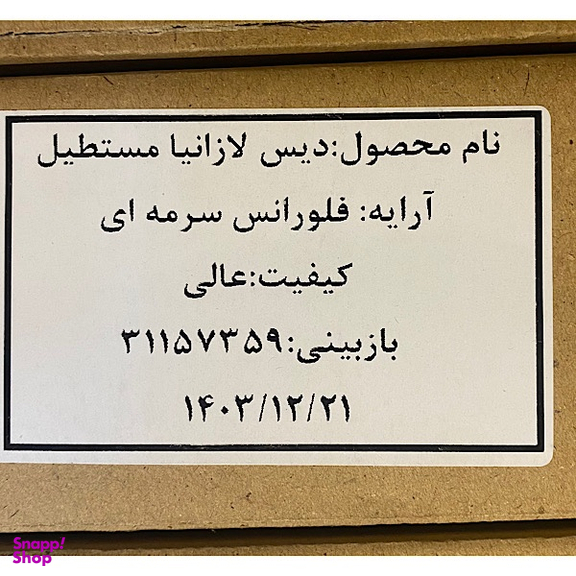 نام محصول:دیس لازانیا مستطیل
آرایه: فلورانس سرمه ای
کیفیت:عالی
بازبینی:۳۱۱۵۷۳۵۹
۱۴۰۳/۱۲/۲۱
Snapp!
Shop